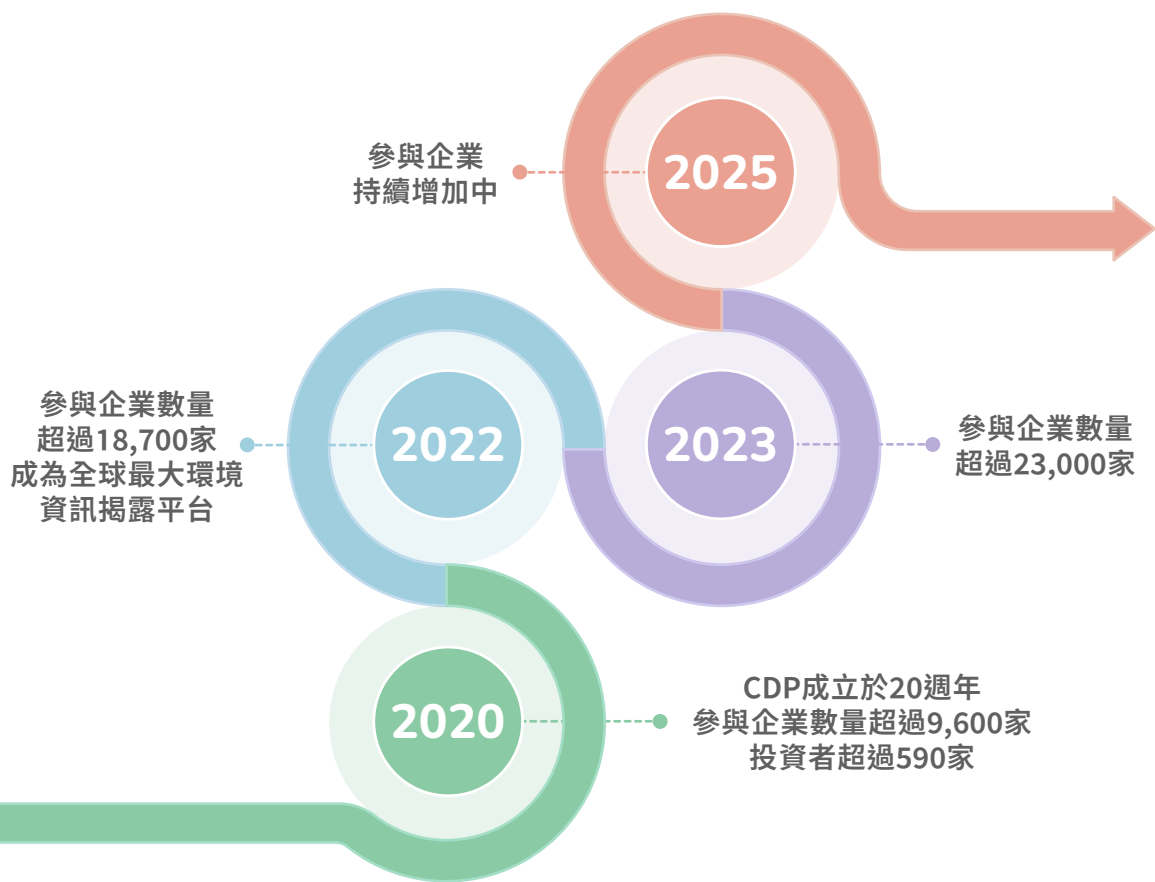 參與企業
持續增加中
2025
參與企業數量
超過18,700家
成為全球最大環境
資訊揭露平台
2022
2023
參與企業數量
超過23,000家
2020
CDP成立於20週年
參與企業數量超過9,600家
投資者超過590家